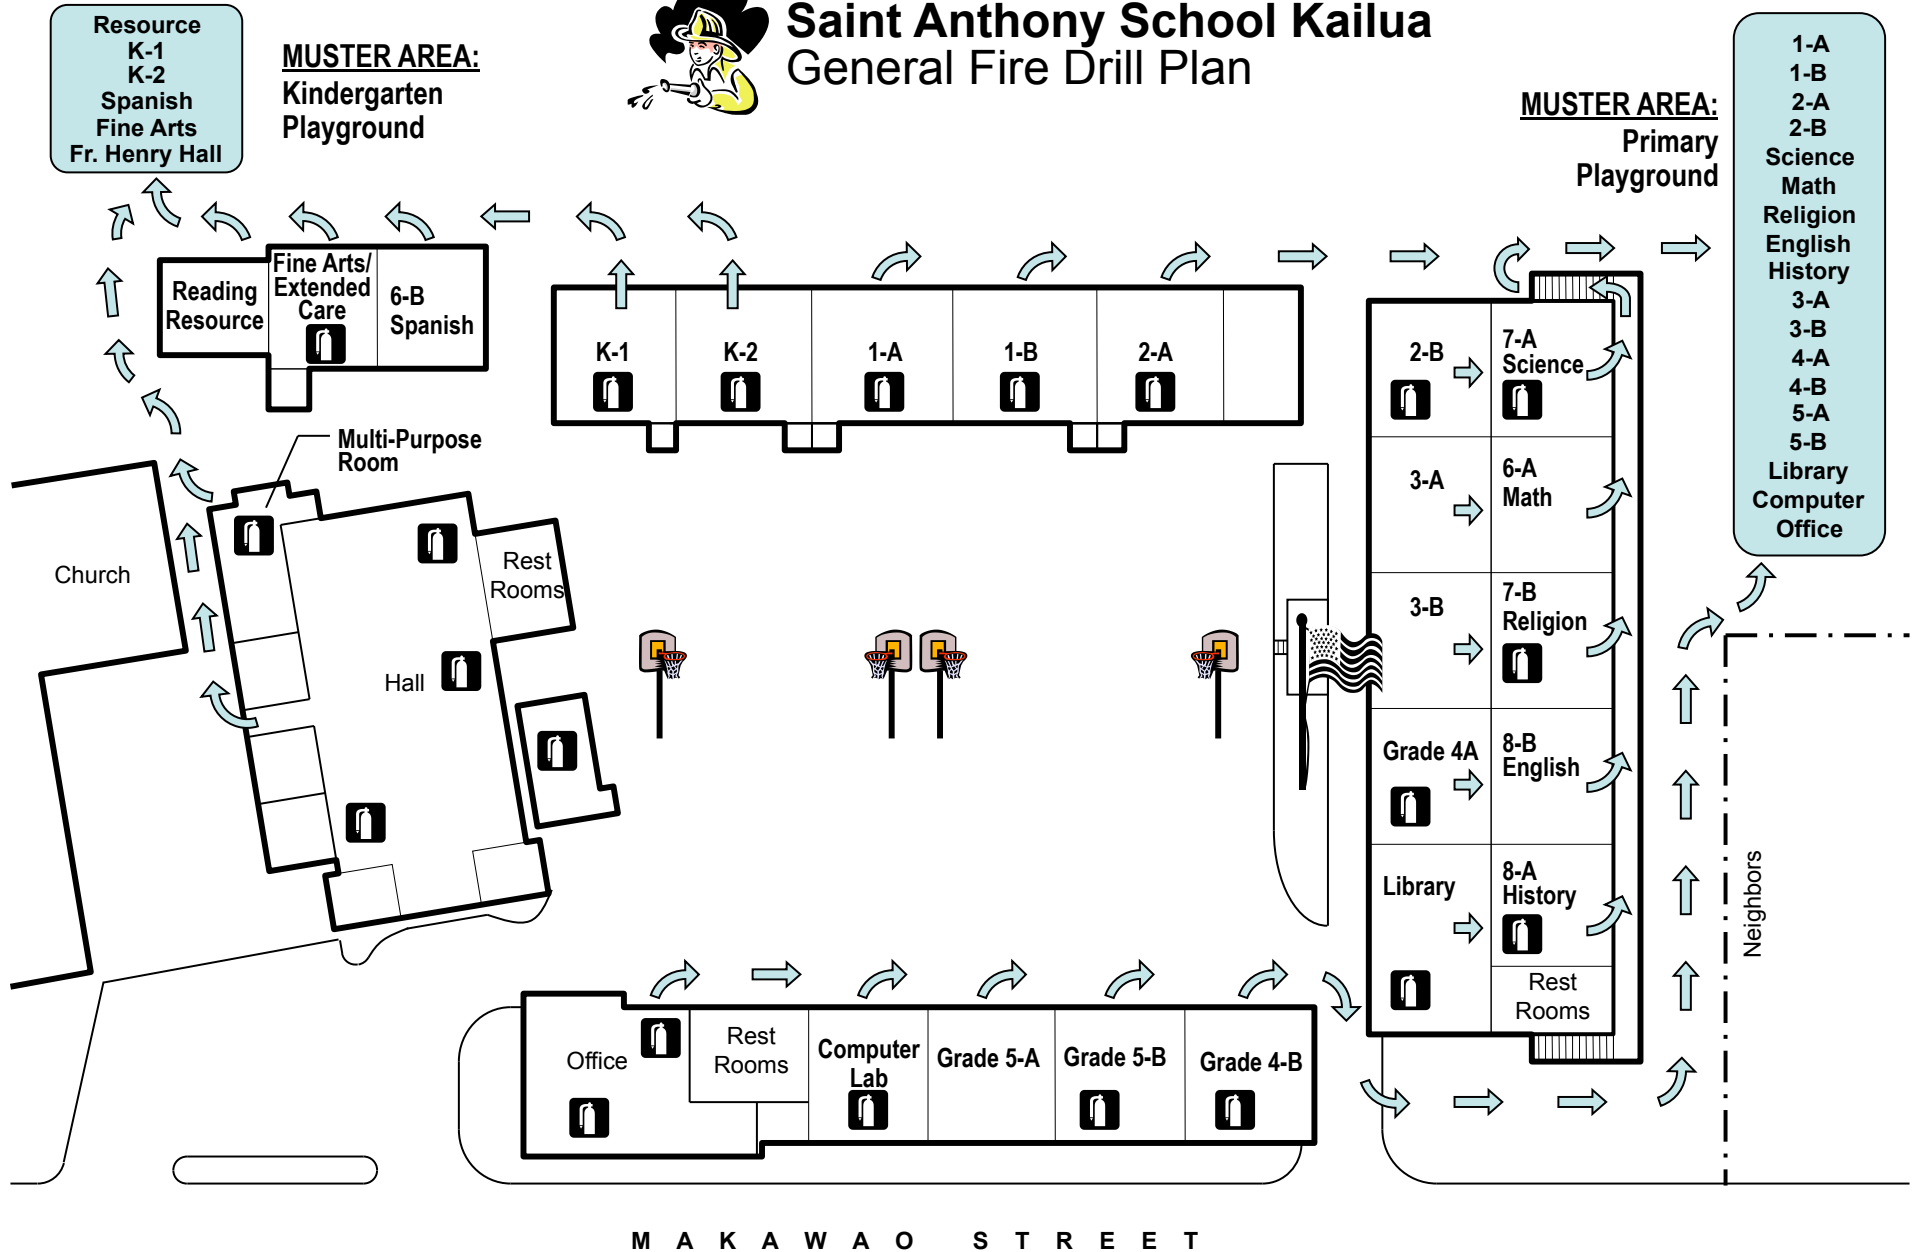 Saint Anthony School Kailua
General Fire Drill Plan
Resource
K-1
K-2
Spanish
Fine Arts
Fr. Henry Hall
MUSTER AREA:
Kindergarten
Playground
MUSTER AREA:
Primary
Playground
1-A
1-B
2-A
2-B
Science
Math
Religion
English
History
3-A
3-B
4-A
4-B
5-A
5-B
Library
Computer
Office
Reading
Resource
Fine Arts/
Extended
Care
6-B
Spanish
K-1
K-2
1-A
1-B
2-A
2-B
7-A
Science
3-A
6-A
Math
3-B
7-B
Religion
Grade 4A
8-B
English
Library
8-A
History
Rest
Rooms
Multi-Purpose
Room
Church
Rest
Rooms
Hall
Neighbors
Office
Rest
Rooms
Computer
Lab
Grade 5-A
Grade 5-B
Grade 4-B
MAKAWAO STREET